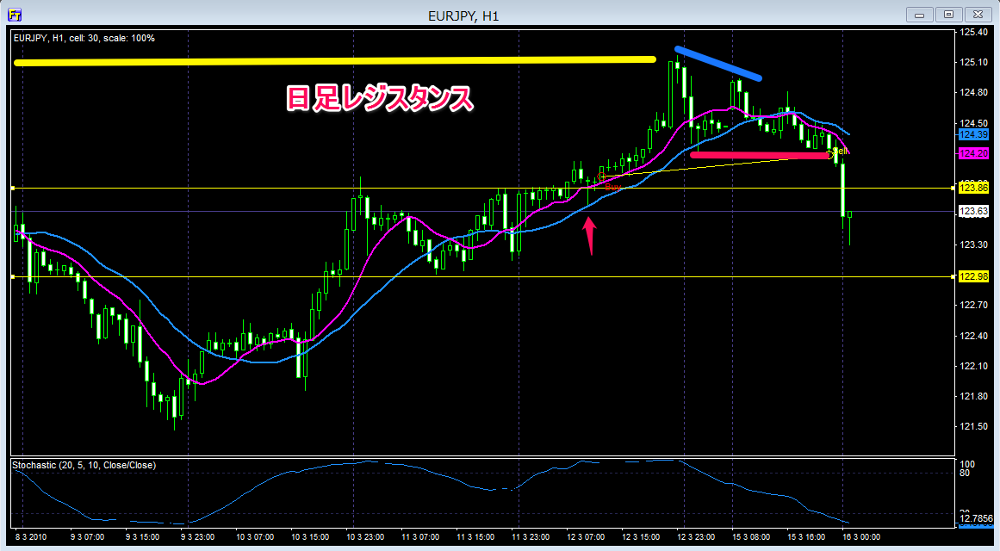 EURJPY, H1
EURJPY, H1, cell: 30, scale: 100%
日足レジスタンス
Buy
Sell
125.40
125.10
124.80
124.50
124.39
124.20
123.86
123.63
123.30
122.98
122.70
122.40
122.10
121.80
121.50
Stochastic (20, 5, 10, Close/Close)
100
80
12.7856
8 3 2010
9 3 07:00
9 3 15:00
9 3 23:00
10 3 07:00
10 3 15:00
10 3 23:00
11 3 07:00
11 3 15:00
11 3 23:00
12 3 07:00
12 3 15:00
12 3 23:00
15 3 08:00
15 3 16:00
16 3 00:00